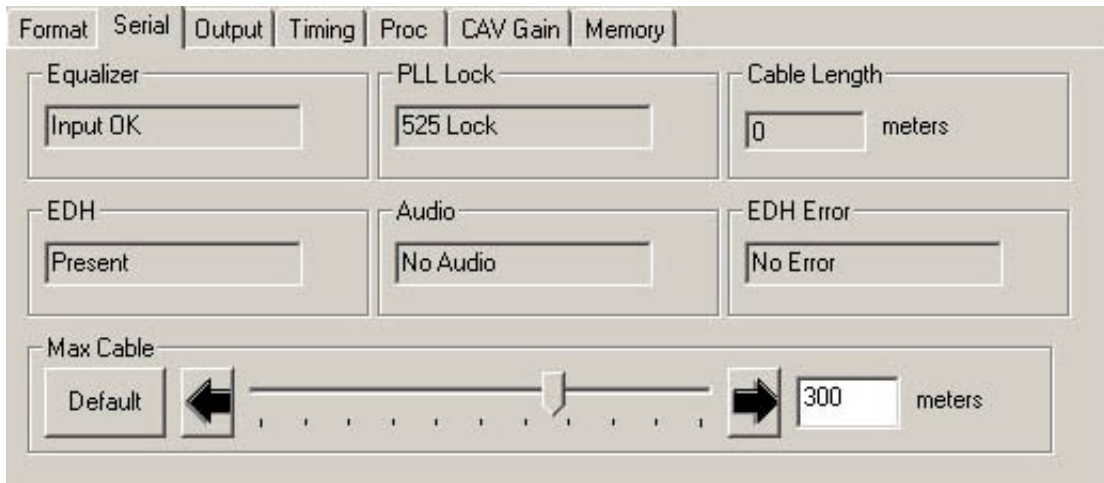 Format Serial Output Timing Proc CAV Gain Memory
Equalizer PLL Lock Cable Length
Input OK 525 Lock 0 meters
EDH Audio EDH Error
Present No Audio No Error
Max Cable
Default 300 meters